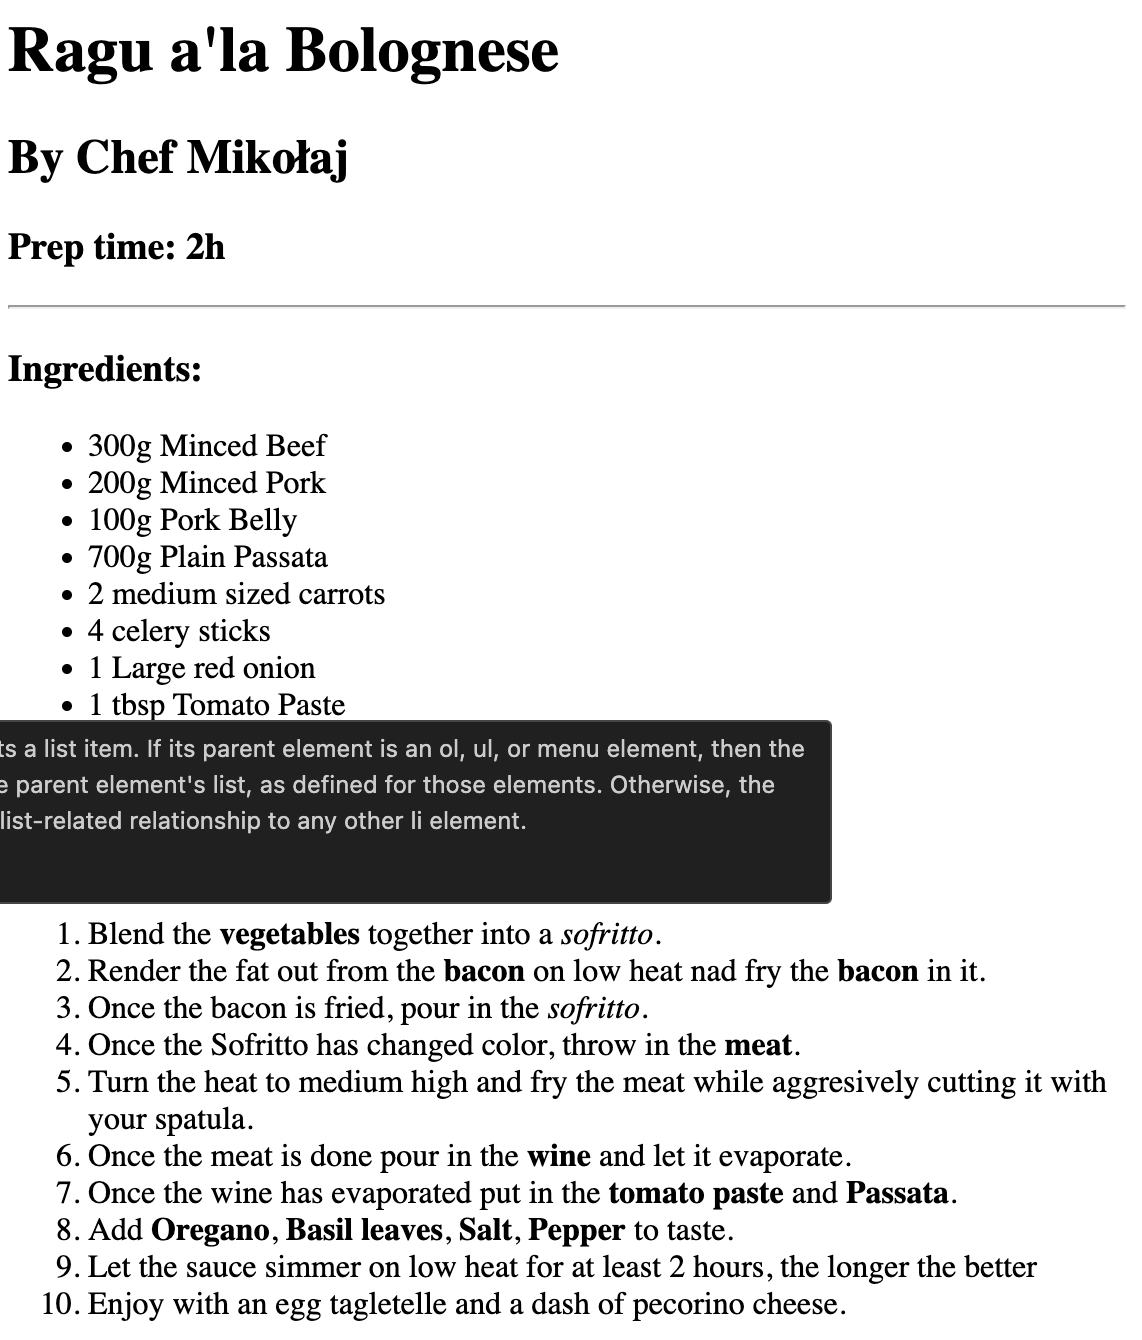 Ragu a'la Bolognese
By Chef Mikołaj
Prep time: 2h
Ingredients:
• 300g Minced Beef
• 200g Minced Pork
• 100g Pork Belly
• 700g Plain Passata
• 2 medium sized carrots
• 4 celery sticks
• 1 Large red onion
• 1 tbsp Tomato Paste
ts a list item. If its parent element is an ol, ul, or menu element, then the
e parent element's list, as defined for those elements. Otherwise, the
list-related relationship to any other li element.
1. Blend the vegetables together into a sofritto.
2. Render the fat out from the bacon on low heat nad fry the bacon in it.
3. Once the bacon is fried, pour in the sofritto.
4. Once the Sofritto has changed color, throw in the meat.
5. Turn the heat to medium high and fry the meat while aggresively cutting it with
your spatula.
6. Once the meat is done pour in the wine and let it evaporate.
7. Once the wine has evaporated put in the tomato paste and Passata.
8. Add Oregano, Basil leaves, Salt, Pepper to taste.
9. Let the sauce simmer on low heat for at least 2 hours, the longer the better
10. Enjoy with an egg tagletelle and a dash of pecorino cheese.